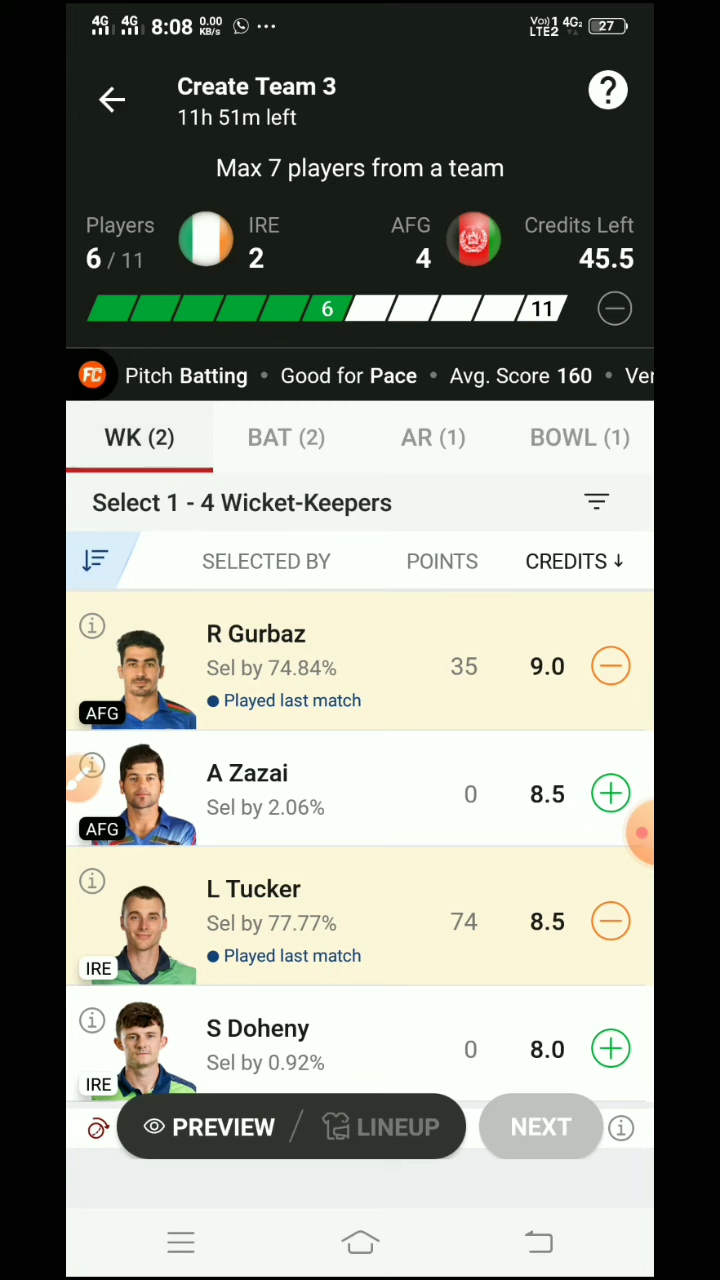 4G 4G 8:08 0.00 KB/s ... Vo) 1 LTE2 4G2 27
Create Team 3
11h 51m left
?
Max 7 players from a team
Players IRE AFG Credits Left
6 / 11 2 4 45.5
6 11
FC Pitch Batting • Good for Pace • Avg. Score 160 • Ver
WK (2) BAT (2) AR (1) BOWL (1)
Select 1 - 4 Wicket-Keepers
SELECTED BY POINTS CREDITS ↓
R Gurbaz
Sel by 74.84% 35 9.0
Played last match
AFG
A Zazai
Sel by 2.06% 0 8.5
AFG
L Tucker
Sel by 77.77% 74 8.5
Played last match
IRE
S Doheny
Sel by 0.92% 0 8.0
IRE
PREVIEW / LINEUP NEXT